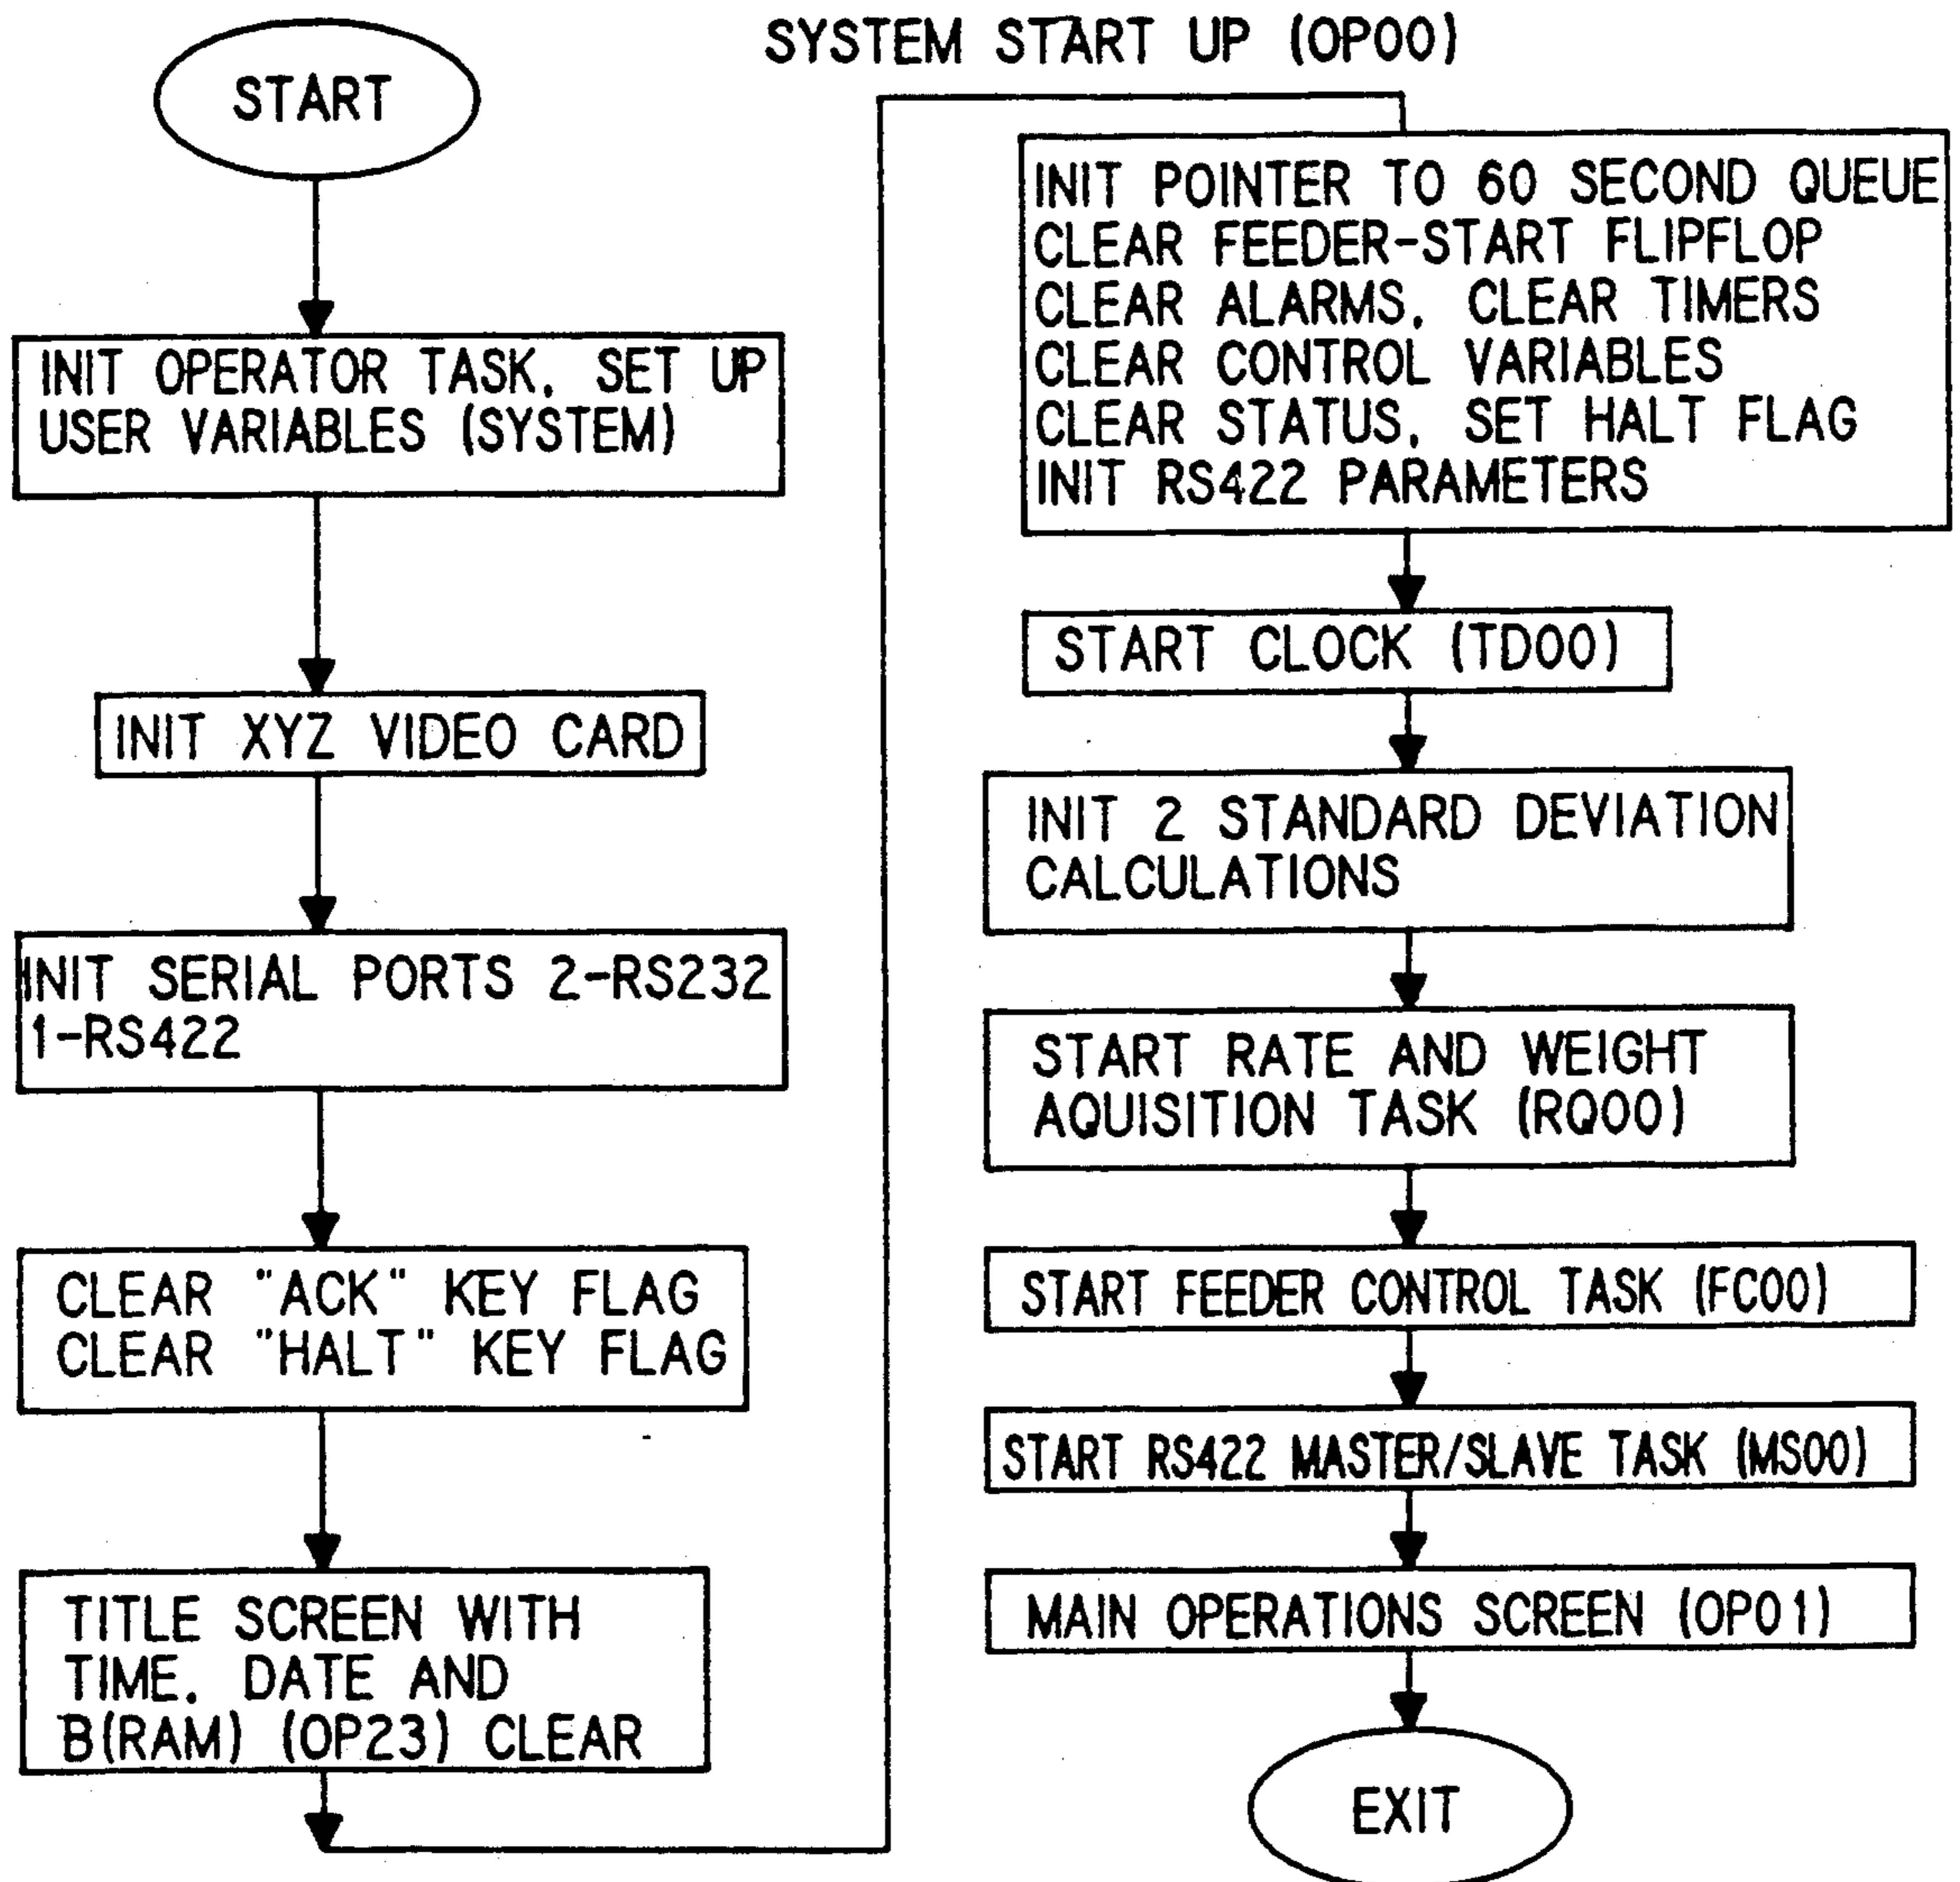 SYSTEM START UP (OP00)
START
INIT OPERATOR TASK, SET UP
USER VARIABLES (SYSTEM)
INIT XYZ VIDEO CARD
INIT SERIAL PORTS 2-RS232
1-RS422
CLEAR "ACK" KEY FLAG
CLEAR "HALT" KEY FLAG
TITLE SCREEN WITH
TIME, DATE AND
B(RAM) (OP23) CLEAR
INIT POINTER TO 60 SECOND QUEUE
CLEAR FEEDER-START FLIPFLOP
CLEAR ALARMS, CLEAR TIMERS
CLEAR CONTROL VARIABLES
CLEAR STATUS, SET HALT FLAG
INIT RS422 PARAMETERS
START CLOCK (TD00)
INIT 2 STANDARD DEVIATION
CALCULATIONS
START RATE AND WEIGHT
AQUISITION TASK (RQ00)
START FEEDER CONTROL TASK (FC00)
START RS422 MASTER/SLAVE TASK (MS00)
MAIN OPERATIONS SCREEN (OP01)
EXIT